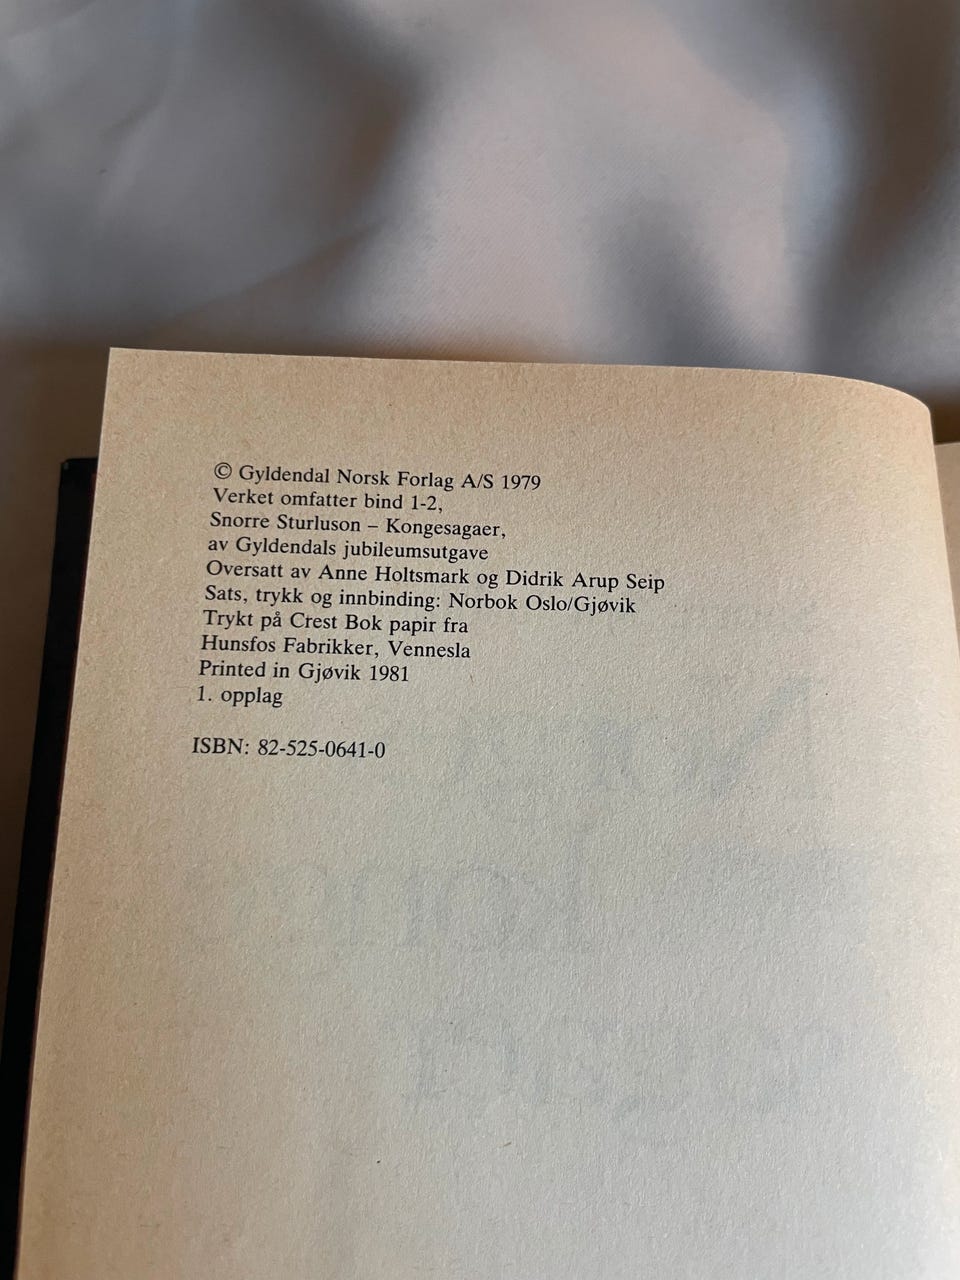 © Gyldendal Norsk Forlag A/S 1979
Verket omfatter bind 1-2,
Snorre Sturluson – Kongesagaer,
av Gyldendals jubileumsutgave
Oversatt av Anne Holtsmark og Didrik Arup Seip
Sats, trykk og innbinding: Norbok Oslo/Gjøvik
Trykt på Crest Bok papir fra
Hunsfos Fabrikker, Vennesla
Printed in Gjøvik 1981
1. opplag
ISBN: 82-525-0641-0